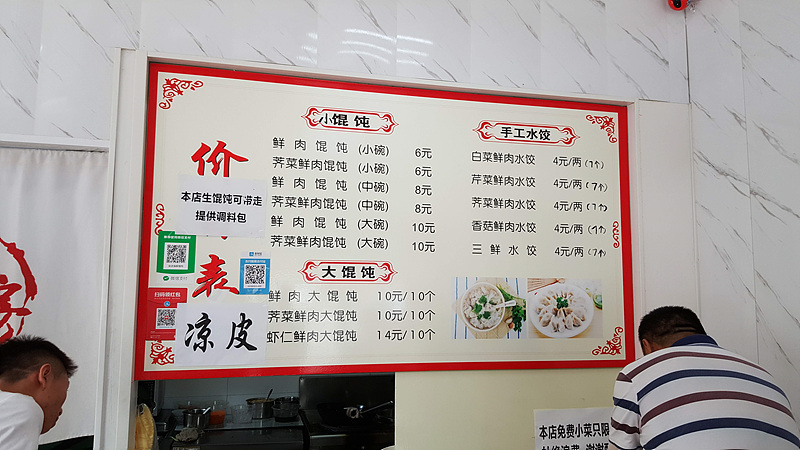 价
表
本店生馄饨可带走
提供调料包
凉皮
小馄饨
鲜肉馄饨 (小碗) 6元
荠菜鲜肉馄饨 (小碗) 6元
鲜肉馄饨 (中碗) 8元
荠菜鲜肉馄饨 (中碗) 8元
鲜肉馄饨 (大碗) 10元
荠菜鲜肉馄饨 (大碗) 10元
大馄饨
鲜肉大馄饨 10元/10个
荠菜鲜肉大馄饨 10元/10个
虾仁鲜肉大馄饨 14元/10个
手工水饺
白菜鲜肉水饺 4元/两 (7个)
芹菜鲜肉水饺 4元/两 (7个)
荠菜鲜肉水饺 4元/两 (7个)
香菇鲜肉水饺 4元/两 (7个)
三鲜水饺 4元/两 (7个)
本店免费小菜只限